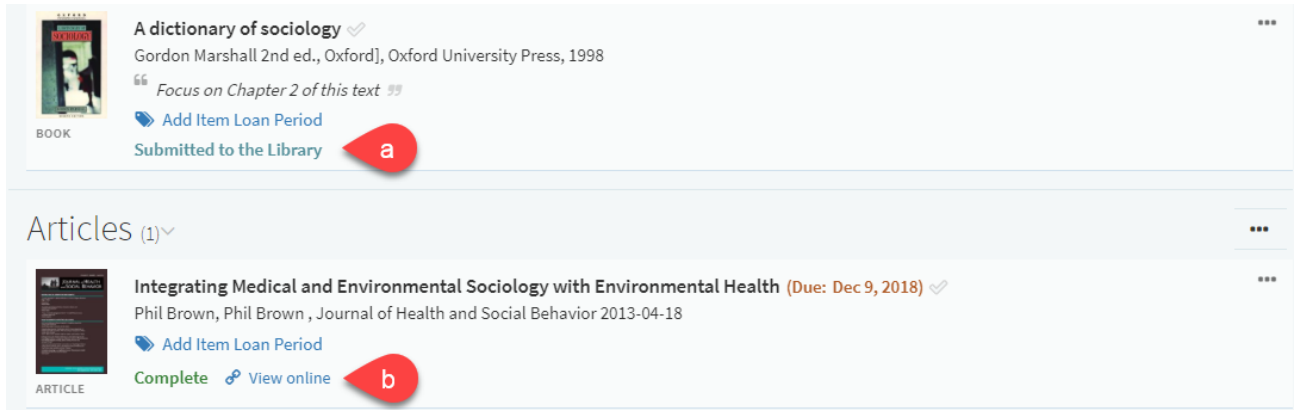 OXFORD
SOCIOLOGY
A dictionary of sociology
Gordon Marshall 2nd ed., Oxford], Oxford University Press, 1998
“ Focus on Chapter 2 of this text ”
Add Item Loan Period
BOOK
Submitted to the Library
a
Articles (1)
Integrating Medical and Environmental Sociology with Environmental Health (Due: Dec 9, 2018)
Phil Brown, Phil Brown , Journal of Health and Social Behavior 2013-04-18
Add Item Loan Period
Complete View online
b
ARTICLE